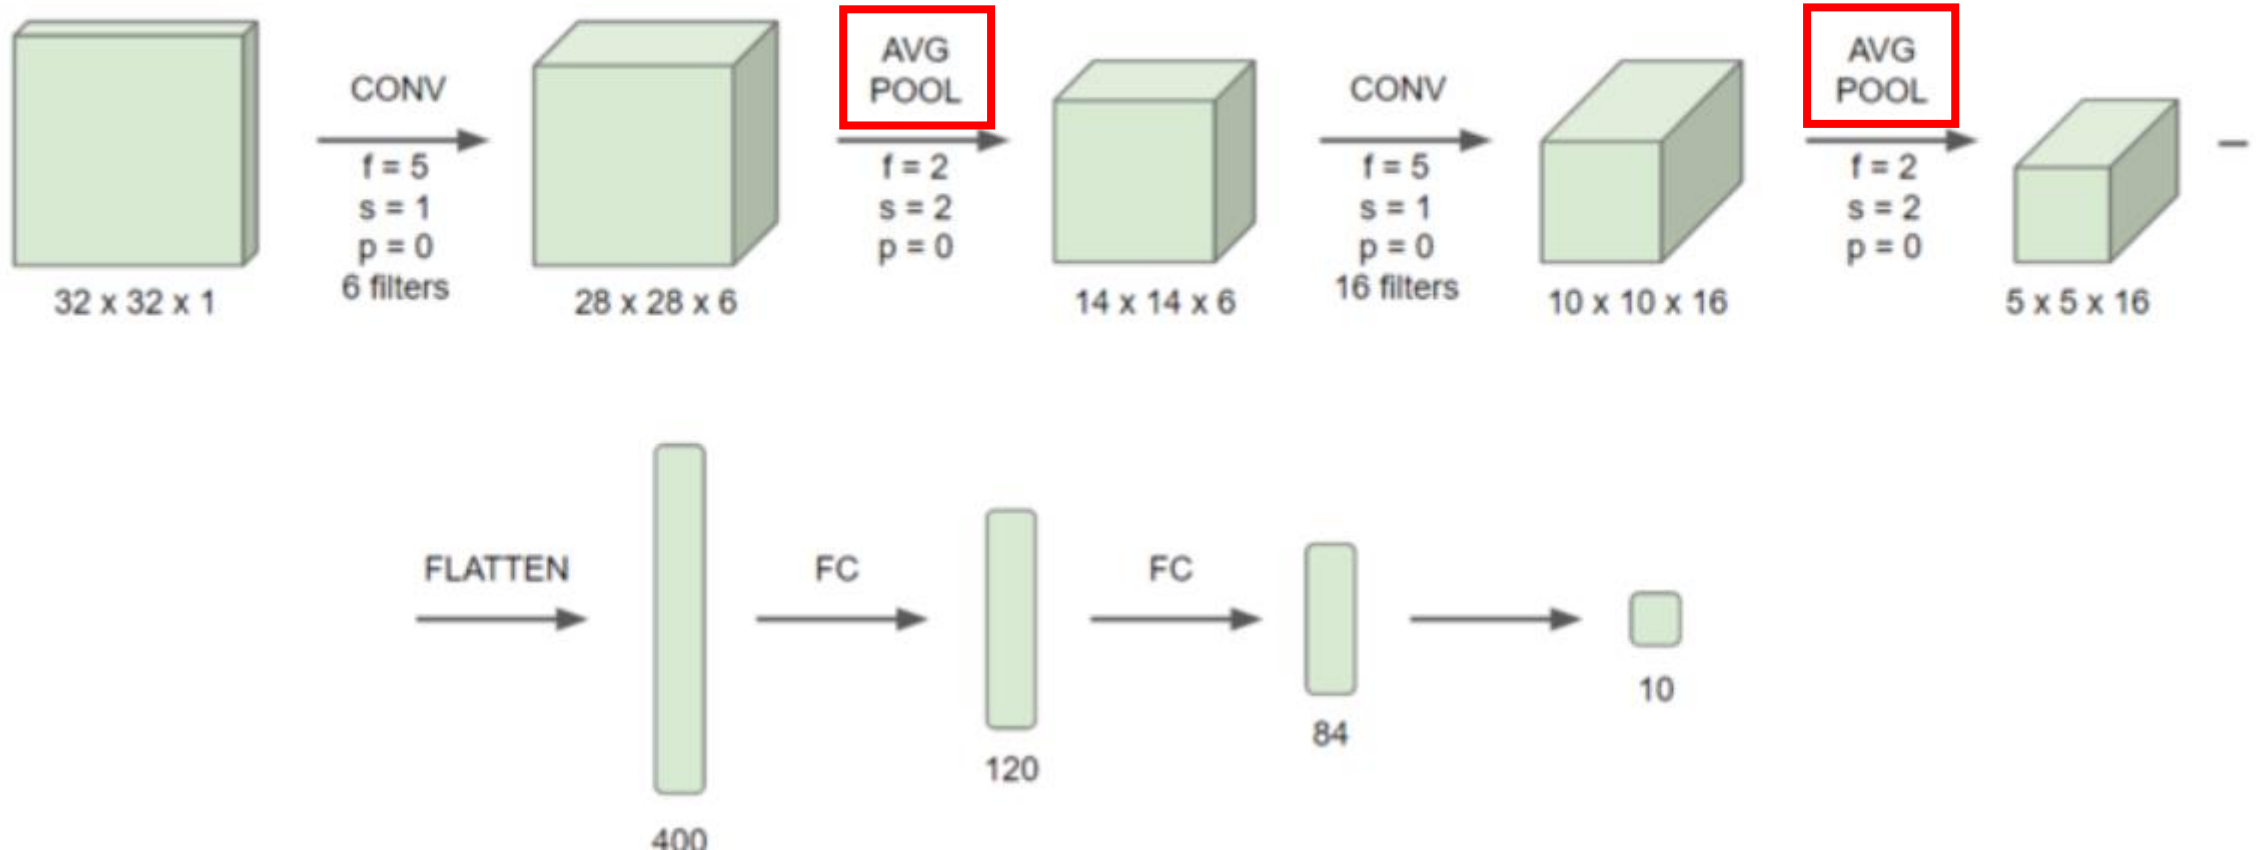 CONV
f = 5
s = 1
p = 0
6 filters
32 x 32 x 1
28 x 28 x 6
AVG
POOL
f = 2
s = 2
p = 0
14 x 14 x 6
CONV
f = 5
s = 1
p = 0
16 filters
10 x 10 x 16
AVG
POOL
f = 2
s = 2
p = 0
5 x 5 x 16
FLATTEN
400
FC
120
FC
84
10